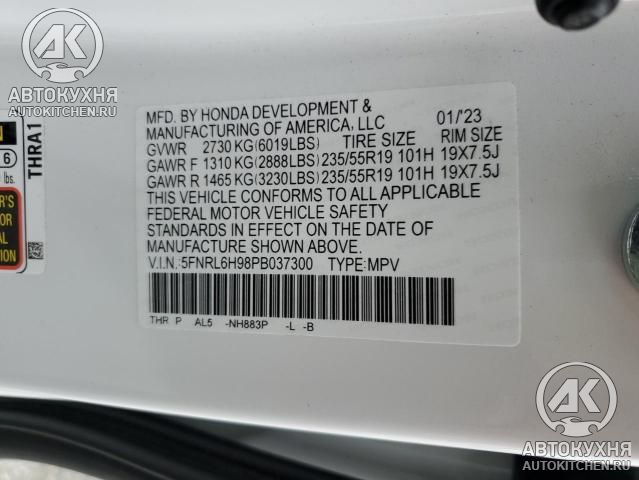 AK
АВТОКУХНЯ
AUTOKITCHEN.RU
THRA1
MFD. BY HONDA DEVELOPMENT &
MANUFACTURING OF AMERICA, LLC 01/'23
GVWR 2730 KG(6019LBS) TIRE SIZE RIM SIZE
GAWR F 1310 KG(2888LBS)235/55R19 101H 19X7.5J
GAWR R 1465 KG(3230LBS)235/55R19 101H 19X7.5J
THIS VEHICLE CONFORMS TO ALL APPLICABLE
FEDERAL MOTOR VEHICLE SAFETY
STANDARDS IN EFFECT ON THE DATE OF
MANUFACTURE SHOWN ABOVE.
V.I.N.:5FNRL6H98PB037300 TYPE:MPV
THR P AL5 -NH883P -L -B
AK
АВТОКУХНЯ
AUTOKITCHEN.RU